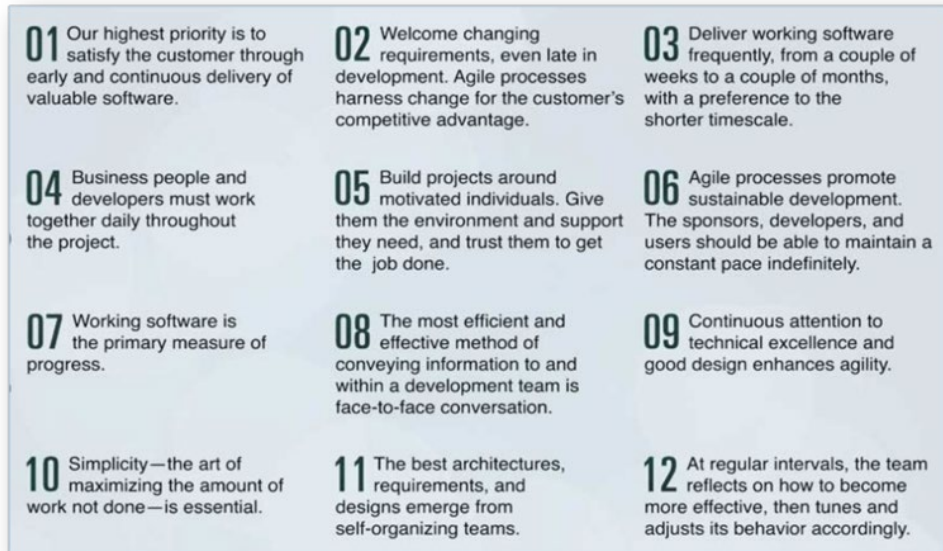 01 Our highest priority is to
satisfy the customer through
early and continuous delivery of
valuable software.
02 Welcome changing
requirements, even late in
development. Agile processes
harness change for the customer's
competitive advantage.
03 Deliver working software
frequently, from a couple of
weeks to a couple of months,
with a preference to the
shorter timescale.
04 Business people and
developers must work
together daily throughout
the project.
05 Build projects around
motivated individuals. Give
them the environment and support
they need, and trust them to get
the job done.
06 Agile processes promote
sustainable development.
The sponsors, developers, and
users should be able to maintain a
constant pace indefinitely.
07 Working software is
the primary measure of
progress.
08 The most efficient and
effective method of
conveying information to and
within a development team is
face-to-face conversation.
09 Continuous attention to
technical excellence and
good design enhances agility.
10 Simplicity—the art of
maximizing the amount of
work not done—is essential.
11 The best architectures,
requirements, and
designs emerge from
self-organizing teams.
12 At regular intervals, the team
reflects on how to become
more effective, then tunes and
adjusts its behavior accordingly.